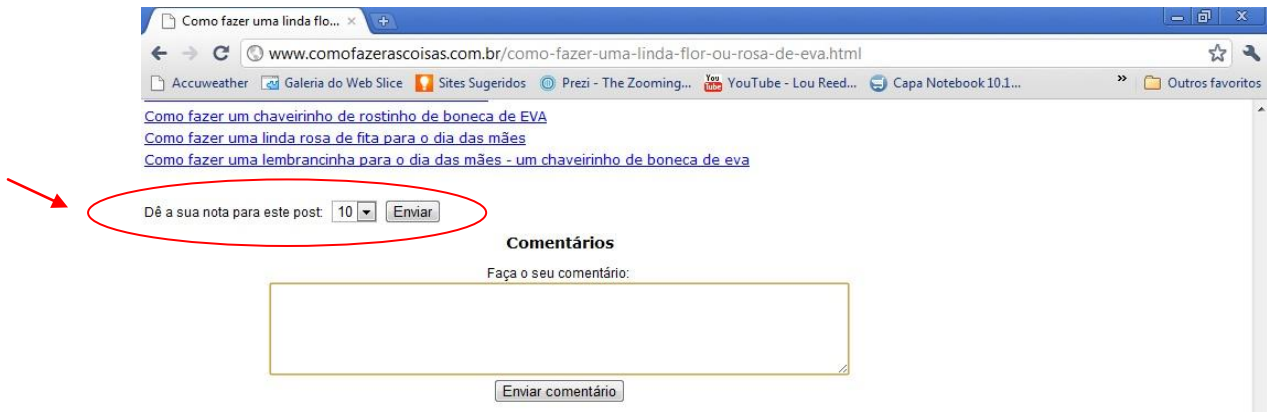 Como fazer uma linda flo...
www.comofazerascoisas.com.br/como-fazer-uma-linda-flor-ou-rosa-de-eva.html
Accuweather Galeria do Web Slice Sites Sugeridos Prezi - The Zooming... You Tube YouTube - Lou Reed... Capa Notebook 10.1... » Outros favoritos
Como fazer um chaveirinho de rostinho de boneca de EVA
Como fazer uma linda rosa de fita para o dia das mães
Como fazer uma lembrancinha para o dia das mães - um chaveirinho de boneca de eva
Dê a sua nota para este post: 10 Enviar
Comentários
Faça o seu comentário:
Enviar comentário